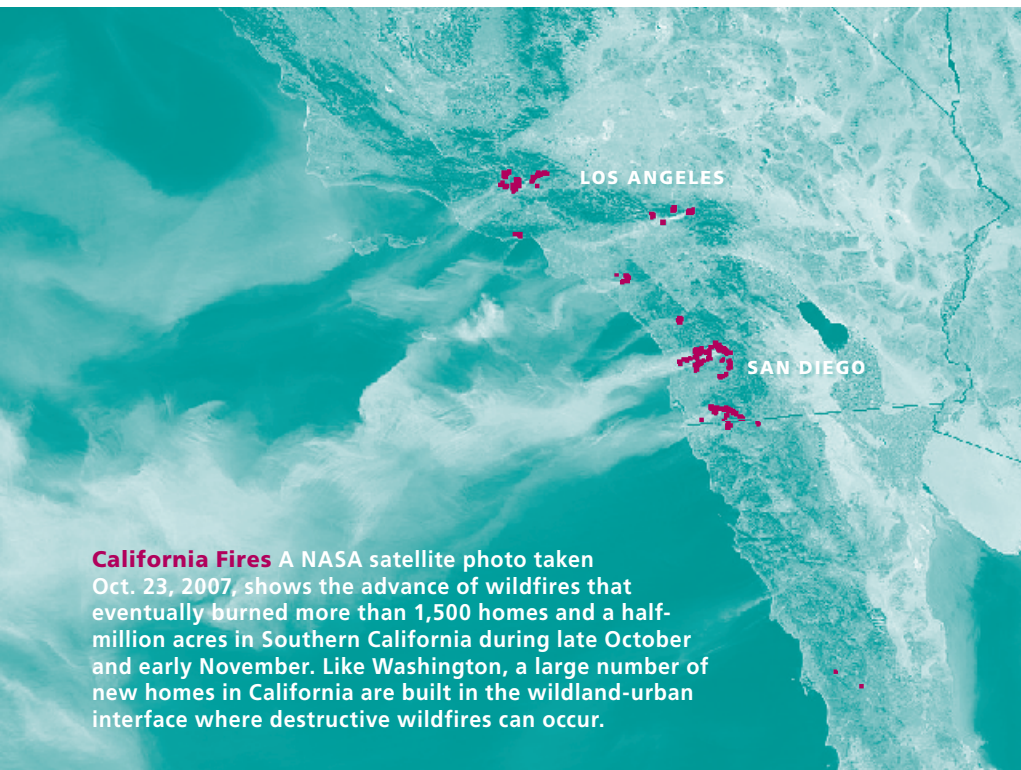 LOS ANGELES
SAN DIEGO
California Fires A NASA satellite photo taken
Oct. 23, 2007, shows the advance of wildfires that
eventually burned more than 1,500 homes and a half-
million acres in Southern California during late October
and early November. Like Washington, a large number of
new homes in California are built in the wildland-urban
interface where destructive wildfires can occur.